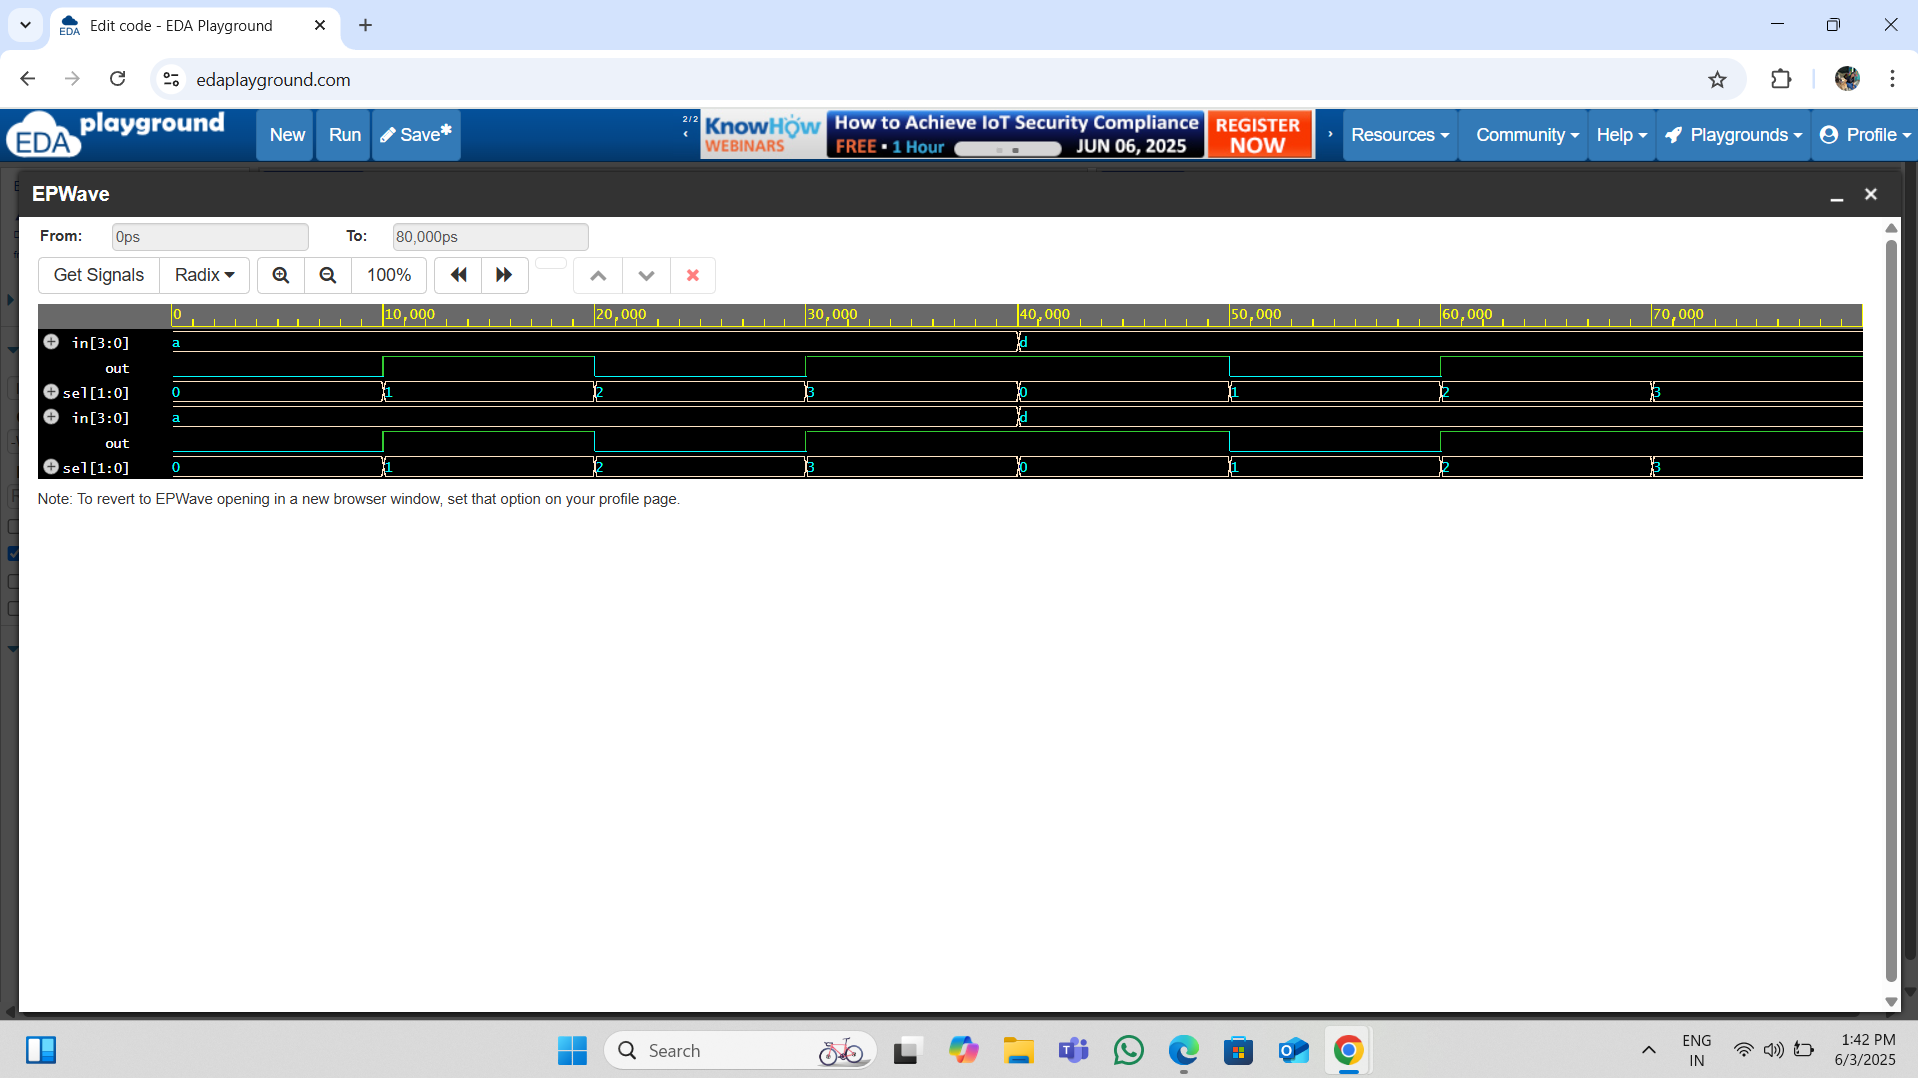 Edit code - EDA Playground
edaplayground.com
EDA playground
New Run Save*
2/2
KnowHow WEBINARS
How to Achieve IoT Security Compliance
FREE • 1 Hour JUN 06, 2025
REGISTER NOW
Resources Community Help Playgrounds Profile
EPWave
From: 0ps To: 80,000ps
Get Signals Radix 100%
0 10,000 20,000 30,000 40,000 50,000 60,000 70,000
in[3:0] a d
out
sel[1:0] 0 1 2 3 0 1 2 3
in[3:0] a d
out
sel[1:0] 0 1 2 3 0 1 2 3
Note: To revert to EPWave opening in a new browser window, set that option on your profile page.
Search
ENG
IN
1:42 PM
6/3/2025